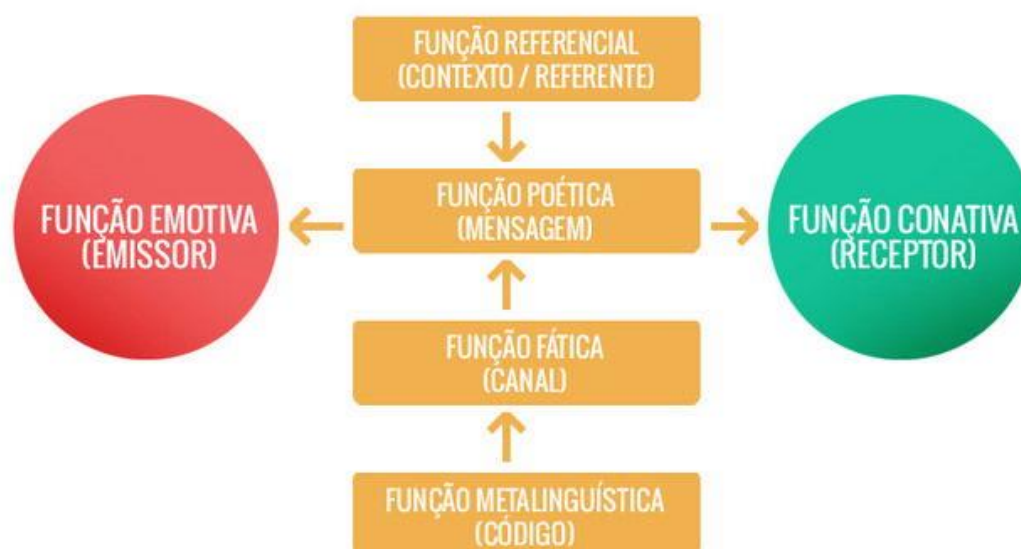 FUNÇÃO REFERENCIAL
(CONTEXTO / REFERENTE)
FUNÇÃO EMOTIVA
(EMISSOR)
FUNÇÃO POÉTICA
(MENSAGEM)
FUNÇÃO CONATIVA
(RECEPTOR)
FUNÇÃO FÁTICA
(CANAL)
FUNÇÃO METALINGUÍSTICA
(CÓDIGO)